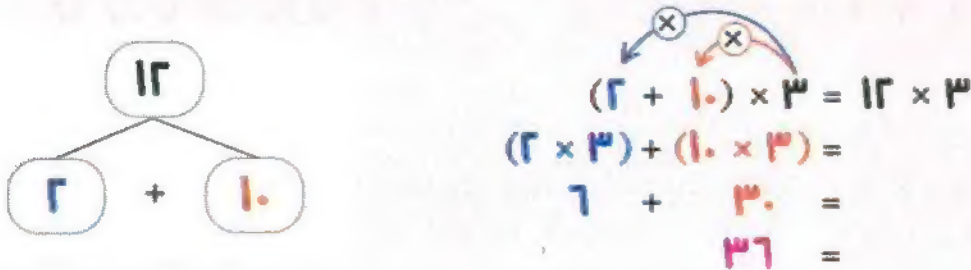 × ×
٣ × ١٢ = ٣ × (١٠ + ٢)
= (٣ × ١٠) + (٣ × ٢)
= ٣٠ + ٦
= ٣٦
١٢
١٠ + ٢